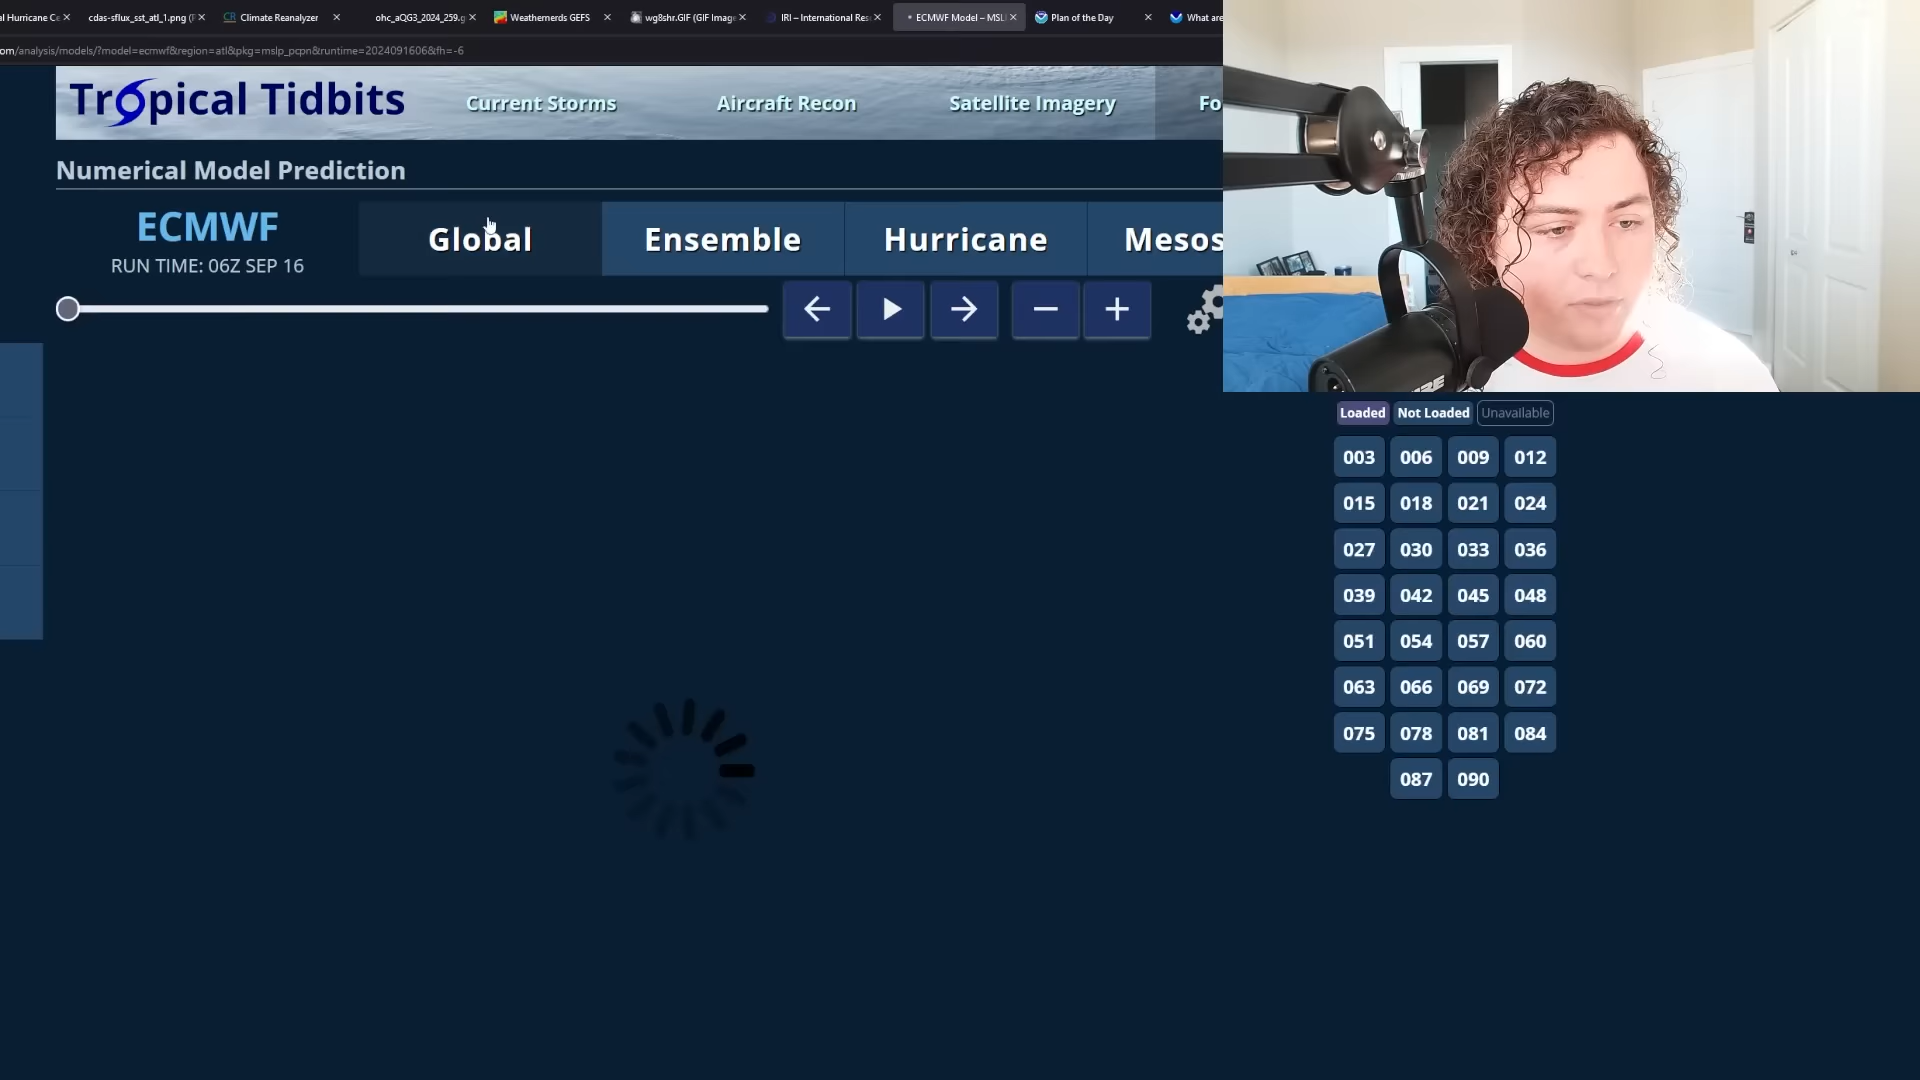 al Hurricane Ce
cdas-sflux_sst_atl_1.png (P
Climate Reanalyzer
ohc_aQG3_2024_259.g
Weathernerds GEFS
wg8shr.GIF (GIF Imag
IRI – International Res
ECMWF Model – MSL
Plan of the Day
What are
om/analysis/models/?model=ecmwf&region=atl&pkg=mslp_pcpn&runtime=2024091606&fh=-6
Tropical Tidbits
Current Storms
Aircraft Recon
Satellite Imagery
Fo
Numerical Model Prediction
ECMWF
RUN TIME: 06Z SEP 16
Global
Ensemble
Hurricane
Mesos
Loaded Not Loaded Unavailable
003 006 009 012
015 018 021 024
027 030 033 036
039 042 045 048
051 054 057 060
063 066 069 072
075 078 081 084
087 090